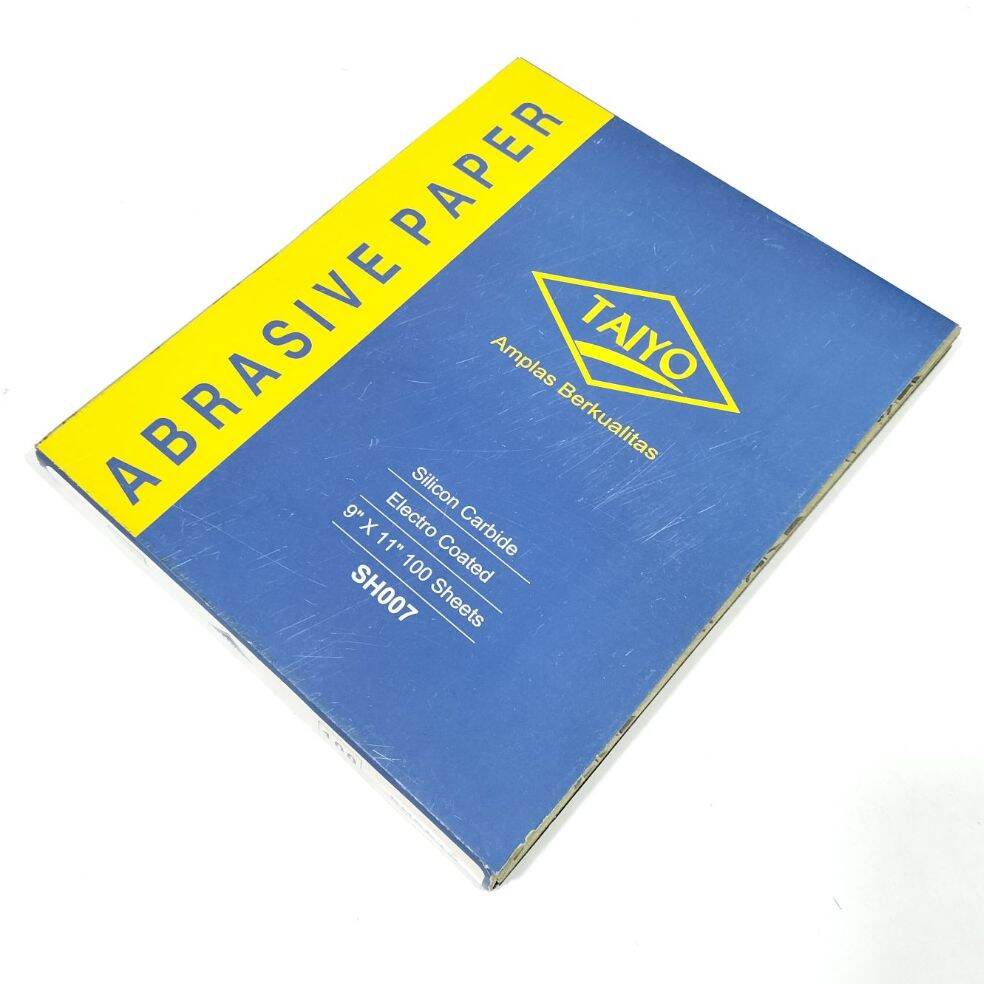 ABRASIVE PAPER
TAIYO
Amplas Berkualitas
Silicon Carbide
Electro Coated
9" X 11" 100 Sheets
SH007